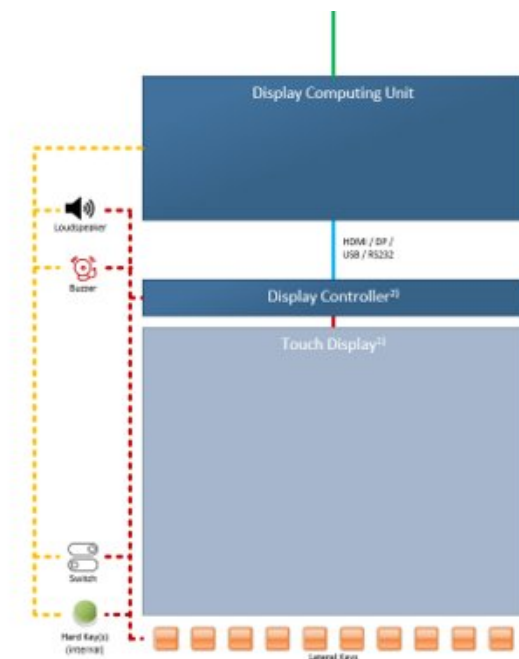 Display Computing Unit
Loudspeaker
HDMI / DP /
USB / RS232
Buzzer
Display Controller²⁾
Touch Display¹⁾
Switch
Hard Key(s)
(internal)
Lateral Keys